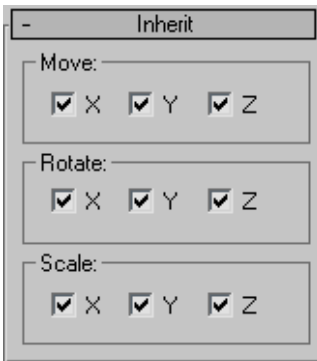 - Inherit
Move:
X Y Z
Rotate:
X Y Z
Scale:
X Y Z